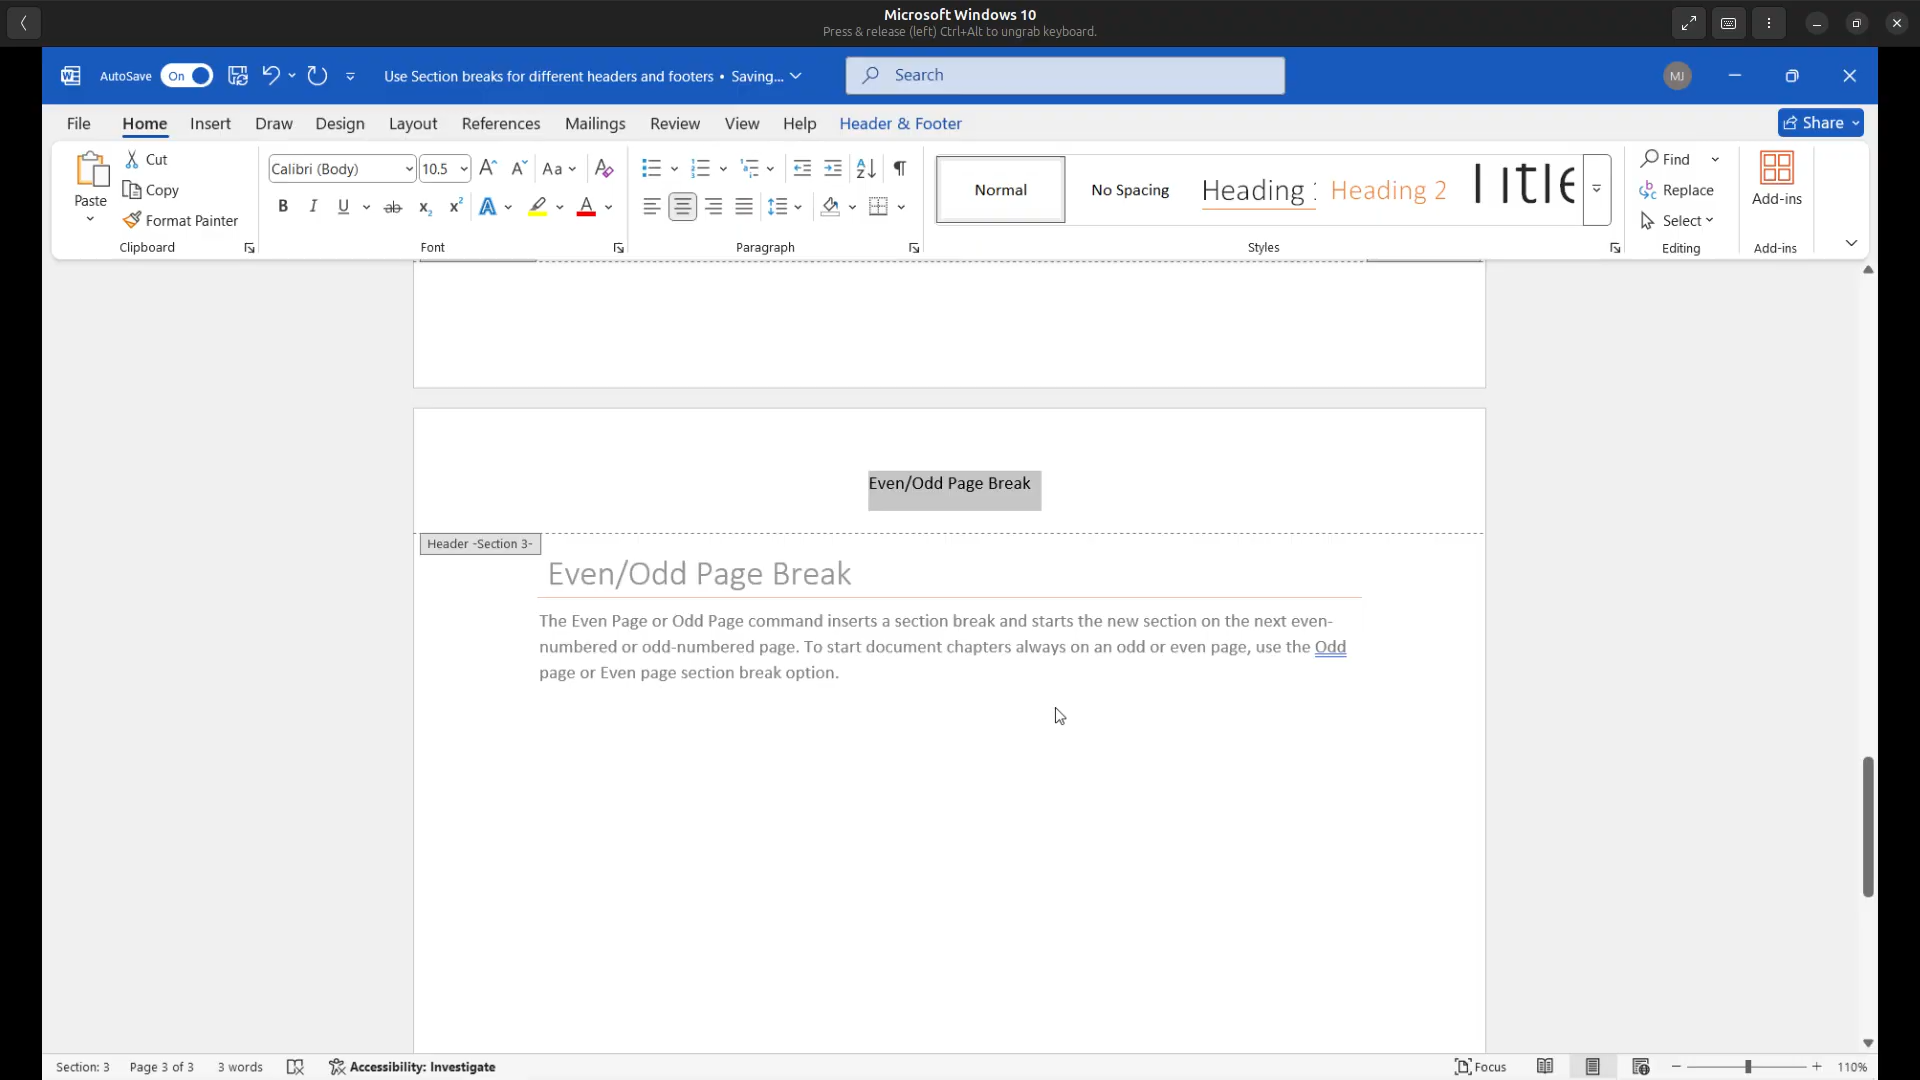 Microsoft Windows 10
Press & release (left) Ctrl+Alt to ungrab keyboard.
AutoSave On Use Section breaks for different headers and footers • Saving... Search MJ
File Home Insert Draw Design Layout References Mailings Review View Help Header & Footer Share
Paste Cut Copy Format Painter Clipboard
Calibri (Body) 10.5 Aa Font
Paragraph
Normal No Spacing Heading 1 Heading 2 Title Styles
Find Replace Select Editing
Add-ins Add-ins
Even/Odd Page Break
Header -Section 3-
Even/Odd Page Break
The Even Page or Odd Page command inserts a section break and starts the new section on the next even-
numbered or odd-numbered page. To start document chapters always on an odd or even page, use the Odd
page or Even page section break option.
Section: 3 Page 3 of 3 3 words Accessibility: Investigate Focus 110%